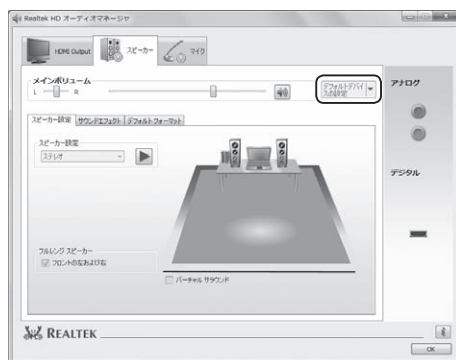 Realtek HD オーディオマネージャ
HDMI Output
スピーカー
マイク
メインボリューム
L
R
デフォルトデバイ
スの設定
アナログ
スピーカー設定
サウンドエフェクト
デフォルトフォーマット
スピーカー設定
ステレオ
デジタル
フルレンジ スピーカー
フロントの左および右
バーチャル サラウンド
REALTEK
OK